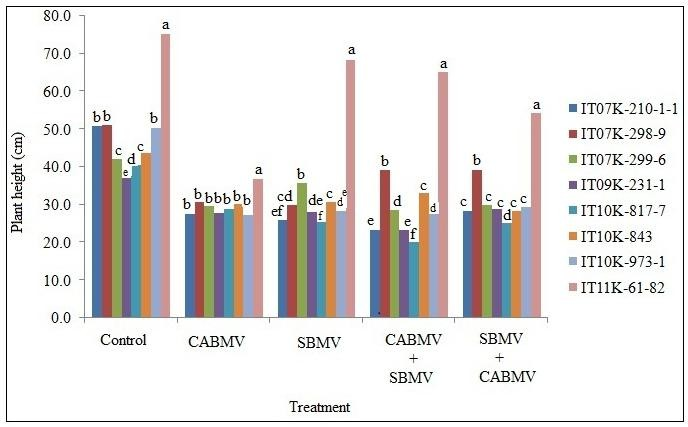 80.0
70.0
60.0
50.0
40.0
30.0
20.0
10.0
0.0
Plant height (cm)
b b c e d c b a
b b b b b b b a
ef cd b de f c d e a
e b d e f c d a
b b c c d c c a
Control
CABMV
SBMV
CABMV
+
SBMV
SBMV
+
CABMV
Treatment
IT07K-210-1-1
IT07K-298-9
IT07K-299-6
IT09K-231-1
IT10K-817-7
IT10K-843
IT10K-973-1
IT11K-61-82